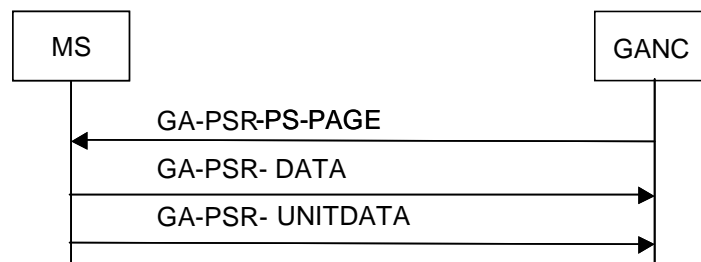 MS
GANC
GA-PSR-PS-PAGE
GA-PSR- DATA
GA-PSR- UNITDATA